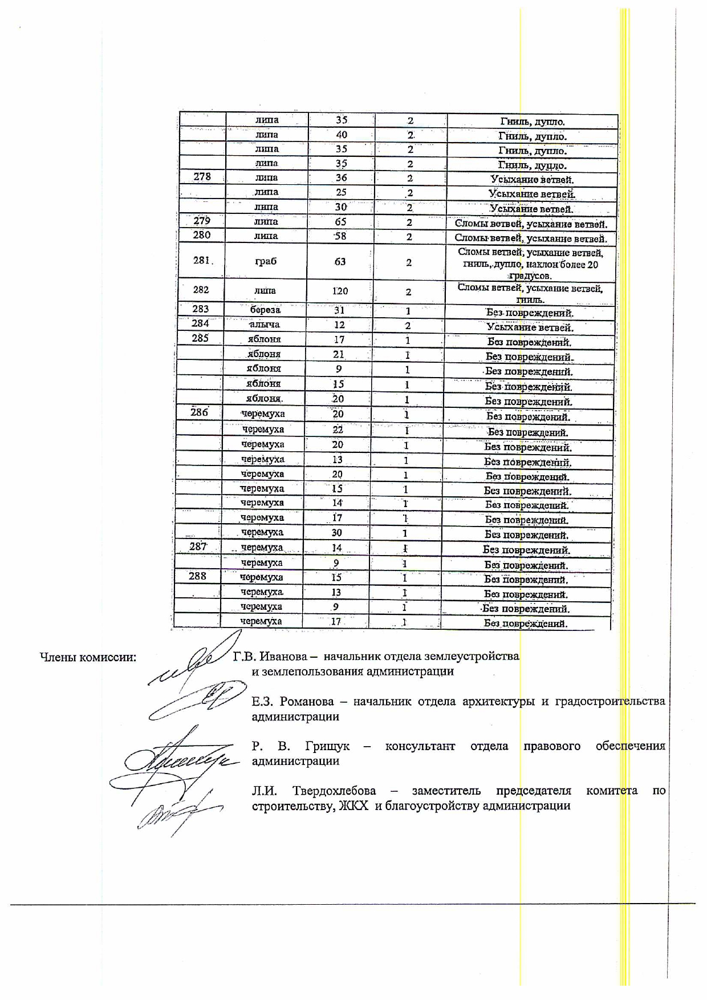 липа 35 2 Гниль, дупло.
липа 40 2 Гниль, дупло.
липа 35 2 Гниль, дупло.
липа 35 2 Гниль, дупло.
278 липа 36 2 Усыхание ветвей.
липа 25 2 Усыхание ветвей.
липа 30 2 Усыхание ветвей.
279 липа 65 2 Сломы ветвей, усыхание ветвей.
280 липа 58 2 Сломы ветвей, усыхание ветвей.
281. граб 63 2 Сломы ветвей, усыхание ветвей,
гниль, дупло, наклон более 20
градусов.
282 липа 120 2 Сломы ветвей, усыхание ветвей,
гниль.
283 береза 31 1 Без повреждений.
284 алыча 12 2 Усыхание ветвей.
285 яблоня 17 1 Без повреждений.
яблоня 21 1 Без повреждений.
яблоня 9 1 Без повреждений.
яблоня 15 1 Без повреждений.
яблоня 20 1 Без повреждений.
286 черемуха 20 1 Без повреждений.
черемуха 22 1 Без повреждений.
черемуха 20 1 Без повреждений.
черемуха 13 1 Без повреждений.
черемуха 20 1 Без повреждений.
черемуха 15 1 Без повреждений.
черемуха 14 1 Без повреждений.
черемуха 17 1 Без повреждений.
черемуха 30 1 Без повреждений.
287 черемуха 14 1 Без повреждений.
черемуха 9 1 Без повреждений.
288 черемуха 15 1 Без повреждений.
черемуха 13 1 Без повреждений.
черемуха 9 1 Без повреждений.
черемуха 17 1 Без повреждений.
Члены комиссии: Г.В. Иванова – начальник отдела землеустройства
и землепользования администрации
Е.З. Романова – начальник отдела архитектуры и градостроительства
администрации
Р. В. Грищук – консультант отдела правового обеспечения
администрации
Л.И. Твердохлебова – заместитель председателя комитета по
строительству, ЖКХ и благоустройству администрации